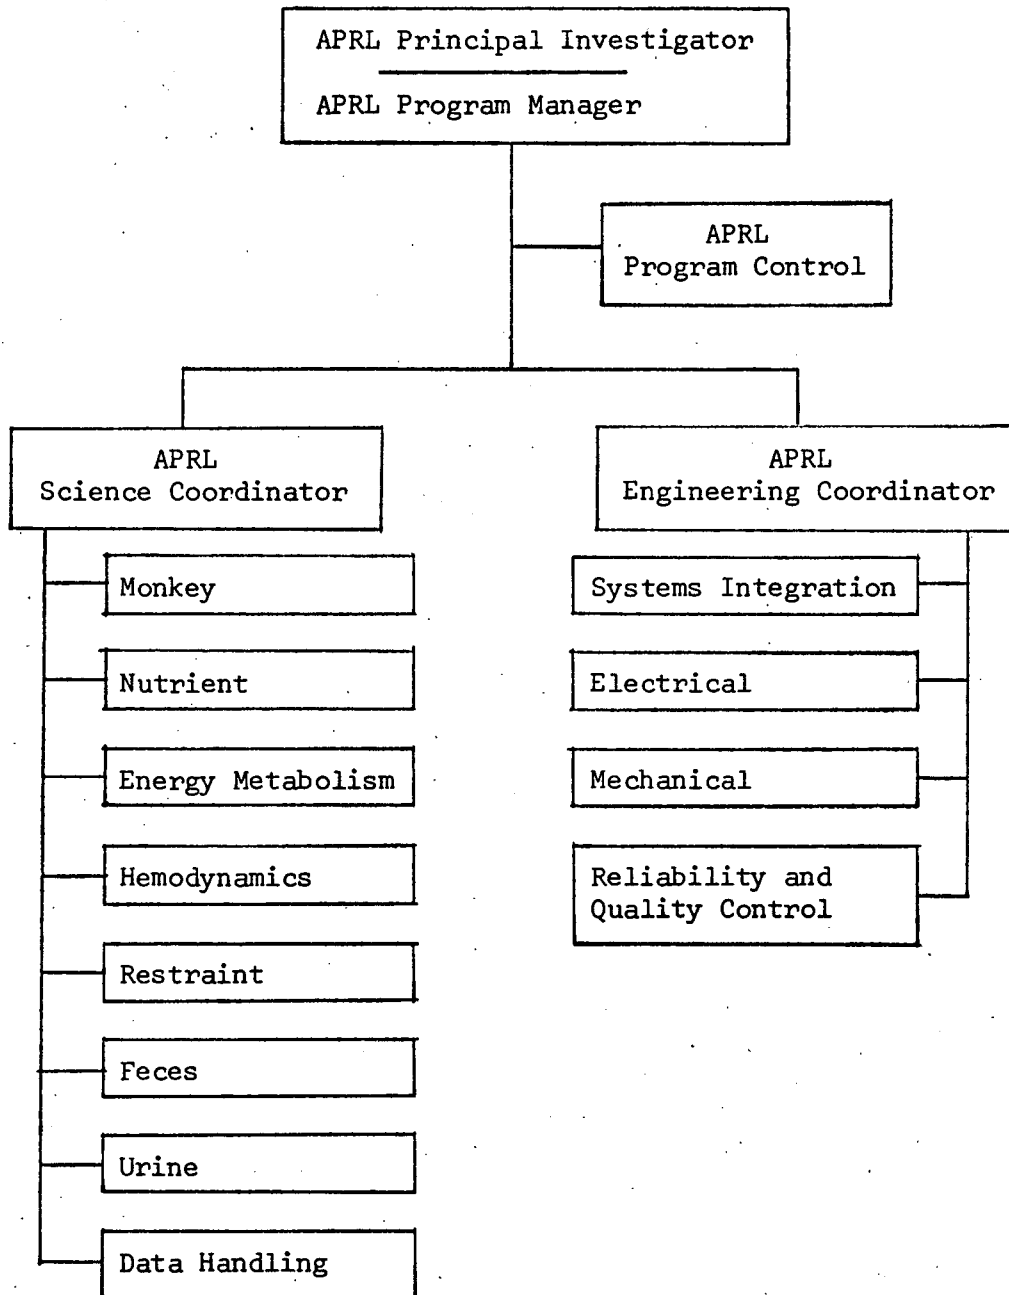 APRL Principal Investigator
APRL Program Manager
APRL
Program Control
APRL
Science Coordinator
Monkey
Nutrient
Energy Metabolism
Hemodynamics
Restraint
Feces
Urine
Data Handling
APRL
Engineering Coordinator
Systems Integration
Electrical
Mechanical
Reliability and
Quality Control